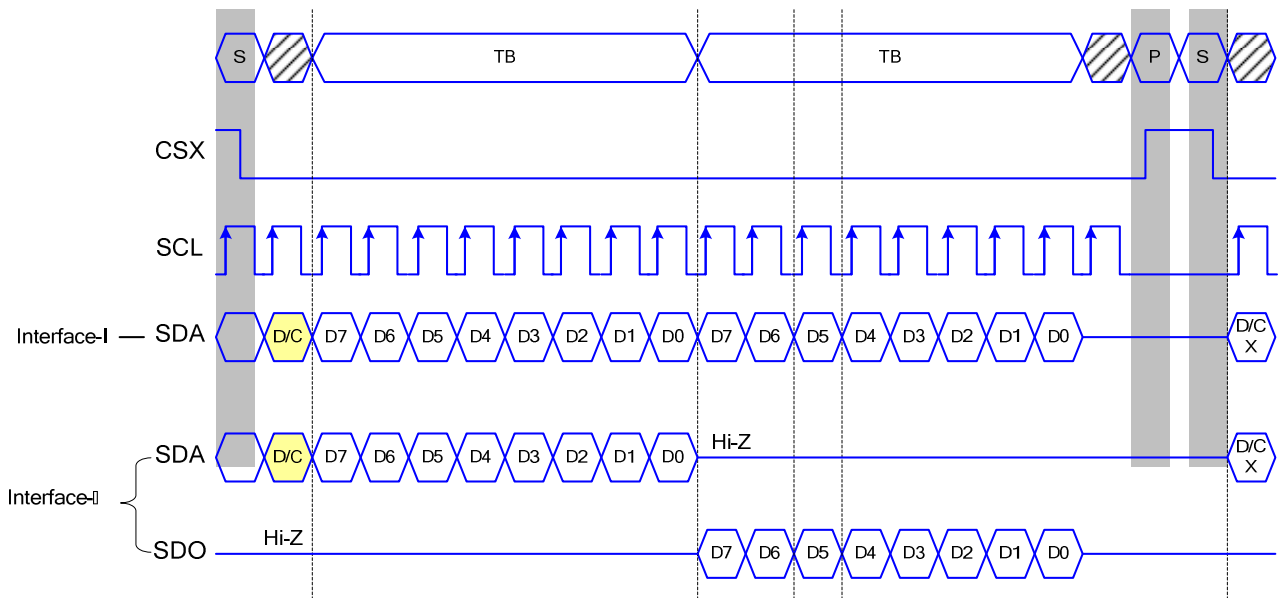 S TB TB P S
CSX
SCL
Interface-I SDA D/C D7 D6 D5 D4 D3 D2 D1 D0 D7 D6 D5 D4 D3 D2 D1 D0 D/C
X
SDA D/C D7 D6 D5 D4 D3 D2 D1 D0 Hi-Z D/C
X
Interface-▯
SDO Hi-Z D7 D6 D5 D4 D3 D2 D1 D0